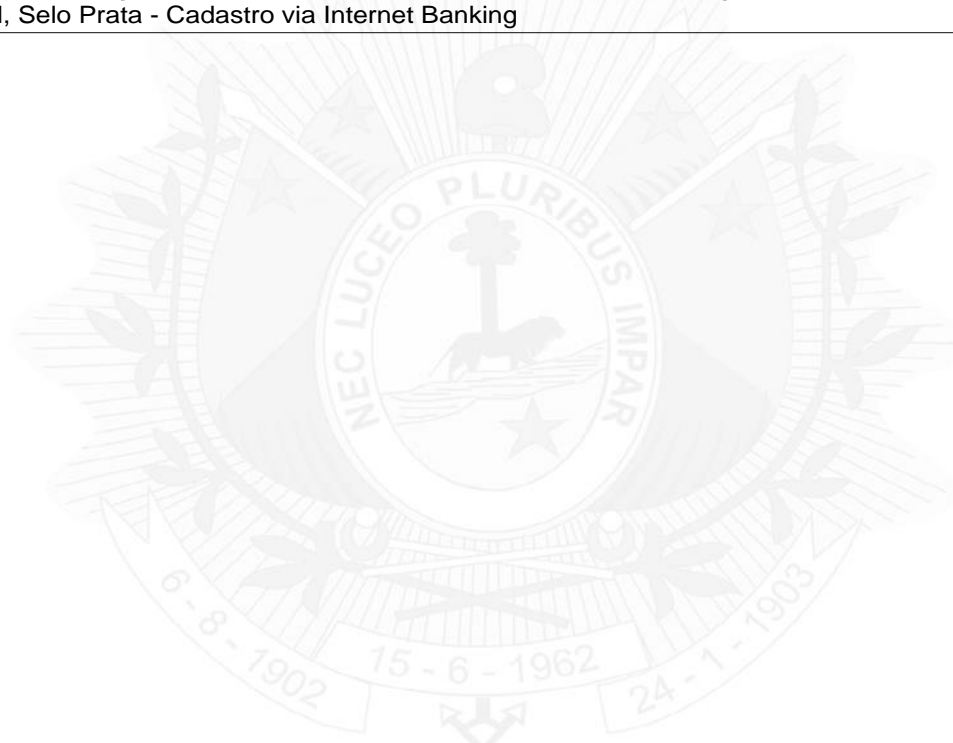 , Selo Prata - Cadastro via Internet Banking
NEC LUCEO PLURIBUS IMPAR
6 - 8 - 1902
15 - 6 - 1962
24 - 1 - 1903